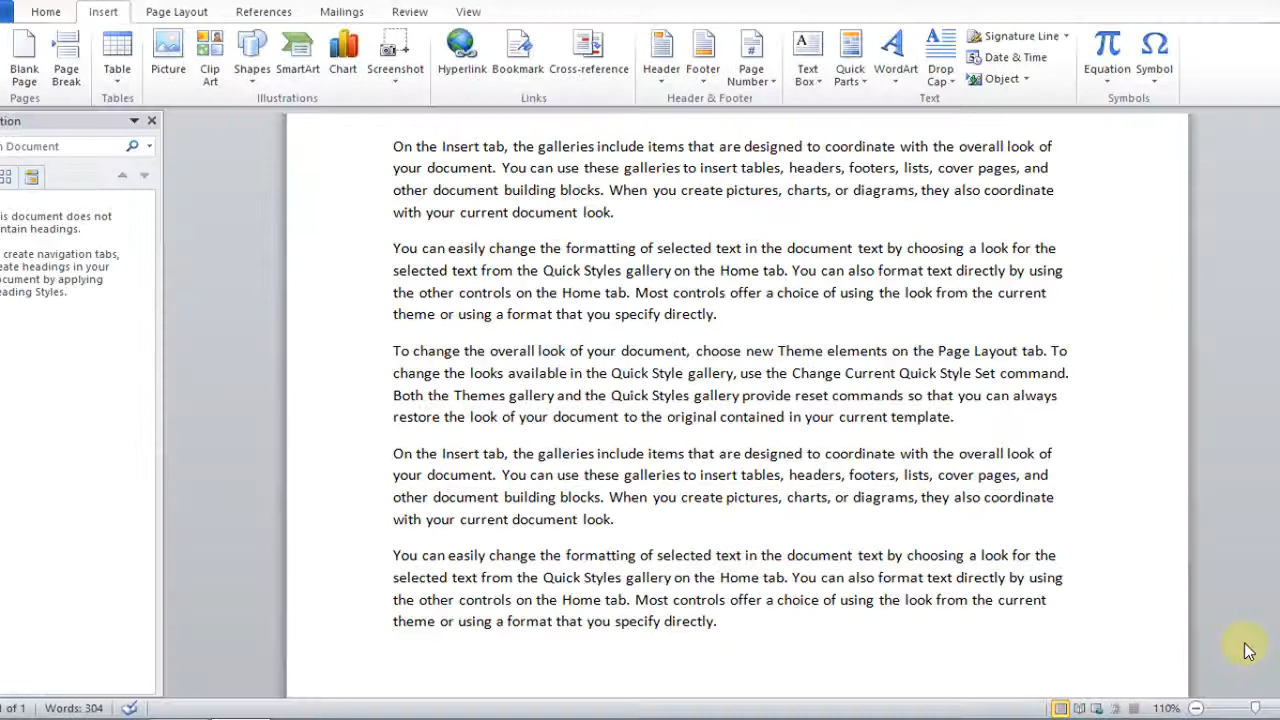 Home Insert Page Layout References Mailings Review View
Blank Page
Page Break
Table
Picture
Clip Art
Shapes
SmartArt
Chart
Screenshot
Hyperlink
Bookmark
Cross-reference
Header
Footer
Page Number
Text Box
Quick Parts
WordArt
Drop Cap
Signature Line
Date & Time
Object
Equation
Symbol
Pages Tables Illustrations Links Header & Footer Text Symbols
tion
n Document
is document does not
ntain headings.
create navigation tabs,
eate headings in your
ocument by applying
eading Styles.
On the Insert tab, the galleries include items that are designed to coordinate with the overall look of
your document. You can use these galleries to insert tables, headers, footers, lists, cover pages, and
other document building blocks. When you create pictures, charts, or diagrams, they also coordinate
with your current document look.
You can easily change the formatting of selected text in the document text by choosing a look for the
selected text from the Quick Styles gallery on the Home tab. You can also format text directly by using
the other controls on the Home tab. Most controls offer a choice of using the look from the current
theme or using a format that you specify directly.
To change the overall look of your document, choose new Theme elements on the Page Layout tab. To
change the looks available in the Quick Style gallery, use the Change Current Quick Style Set command.
Both the Themes gallery and the Quick Styles gallery provide reset commands so that you can always
restore the look of your document to the original contained in your current template.
On the Insert tab, the galleries include items that are designed to coordinate with the overall look of
your document. You can use these galleries to insert tables, headers, footers, lists, cover pages, and
other document building blocks. When you create pictures, charts, or diagrams, they also coordinate
with your current document look.
You can easily change the formatting of selected text in the document text by choosing a look for the
selected text from the Quick Styles gallery on the Home tab. You can also format text directly by using
the other controls on the Home tab. Most controls offer a choice of using the look from the current
theme or using a format that you specify directly.
1 of 1 Words: 304 110%